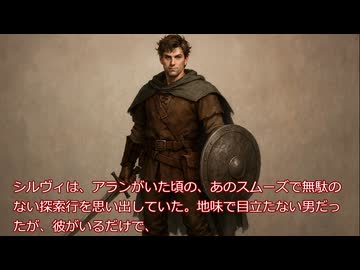 シルヴィは、アランがいた頃の、あのスムーズで無駄の
ない探索行を思い出していた。地味で目立たない男だっ
たが、彼がいるだけで、